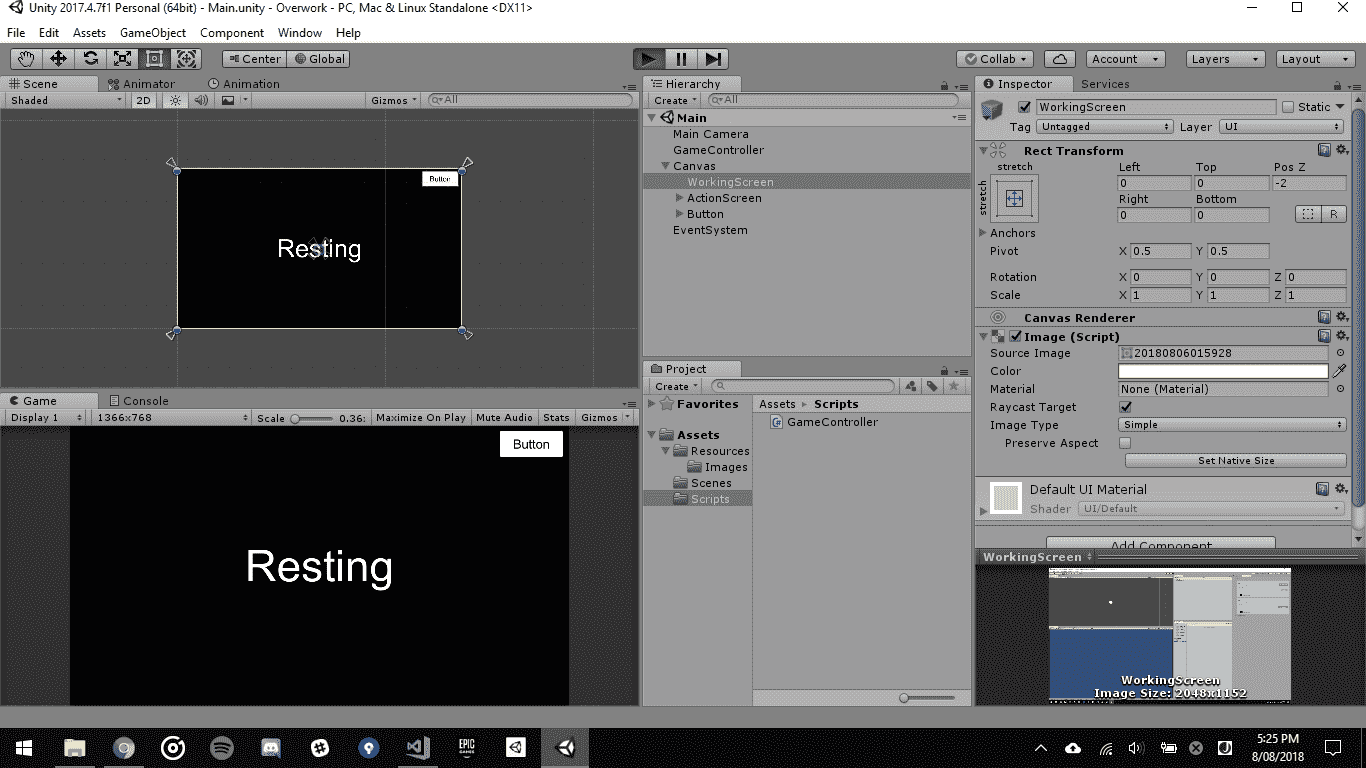 Unity 2017.4.7f1 Personal (64bit) - Main.unity - Overwork - PC, Mac & Linux Standalone <DX11>
File Edit Assets GameObject Component Window Help
Center Global Collab Account Layers Layout
Scene Animator Animation
Shaded 2D Gizmos All
Button
Resting
Game Console
Display 1 1366x768 Scale 0.36: Maximize On Play Mute Audio Stats Gizmos
Button
Resting
Hierarchy
Create All
Main
Main Camera
GameController
Canvas
WorkingScreen
ActionScreen
Button
EventSystem
Project
Create
Favorites
Assets
Resources
Images
Scenes
Scripts
Assets Scripts
GameController
Inspector Services
WorkingScreen Static
Tag Untagged Layer UI
Rect Transform
stretch
stretch
Left Top Pos Z
0 0 -2
Right Bottom
0 0 R
Anchors
Pivot X 0.5 Y 0.5
Rotation X 0 Y 0 Z 0
Scale X 1 Y 1 Z 1
Canvas Renderer
Image (Script)
Source Image 20180806015928
Color
Material None (Material)
Raycast Target
Image Type Simple
Preserve Aspect
Set Native Size
Default UI Material
Shader UI/Default
Add Component
WorkingScreen
WorkingScreen
Image Size: 2048x1152
EPIC GAMES
5:25 PM
8/08/2018